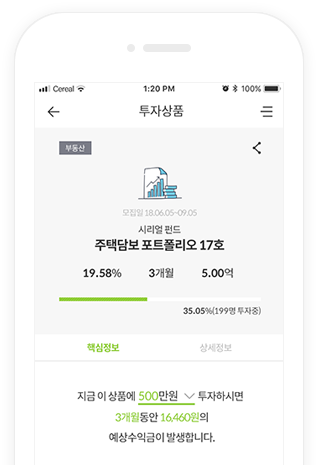 Cereal 1:20 PM 100%
투자상품
부동산
모집일 18.06.05~09.05
시리얼 펀드
주택담보 포트폴리오 17호
19.58% 3개월 5.00억
35.05%(199명 투자중)
핵심정보 상세정보
지금 이 상품에 500만원 투자하시면
3개월동안 16,460원의
예상수익금이 발생합니다.